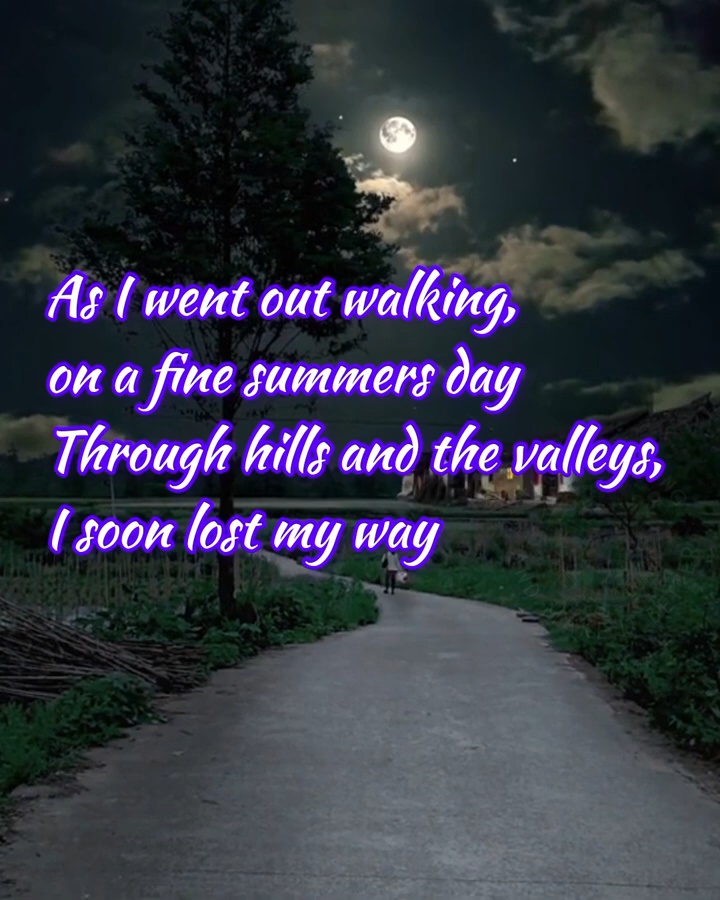 As I went out walking,
on a fine summers day
Through hills and the valleys,
I soon lost my way